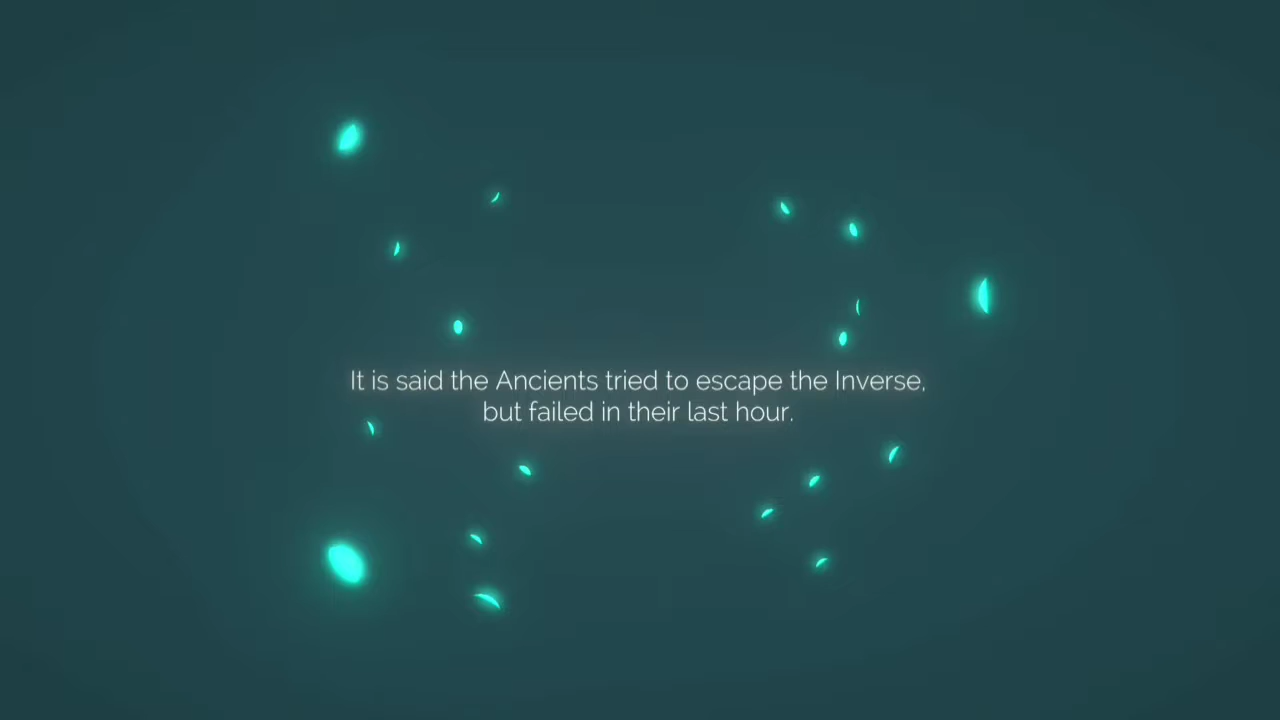 It is said the Ancients tried to escape the Inverse,
but failed in their last hour.